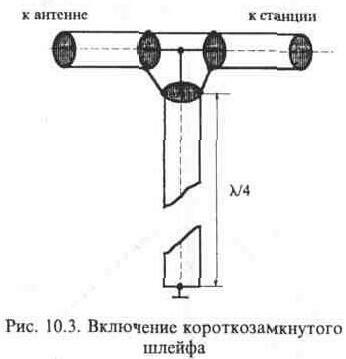 к антенне
к станции
λ/4
Рис. 10.3. Включение короткозамкнутого
шлейфа